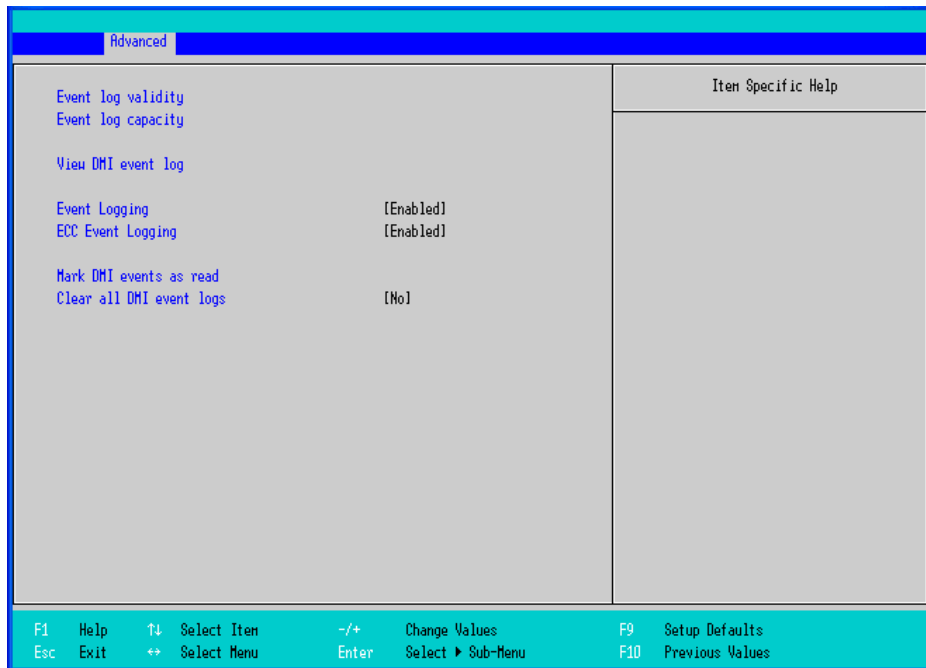 Advanced
Event log validity
Event log capacity
View DMI event log
Event Logging [Enabled]
ECC Event Logging [Enabled]
Mark DMI events as read
Clear all DMI event logs [No]
Item Specific Help
F1 Help ↑↓ Select Item -/+ Change Values F9 Setup Defaults
Esc Exit ↔ Select Menu Enter Select ▶ Sub-Menu F10 Previous Values